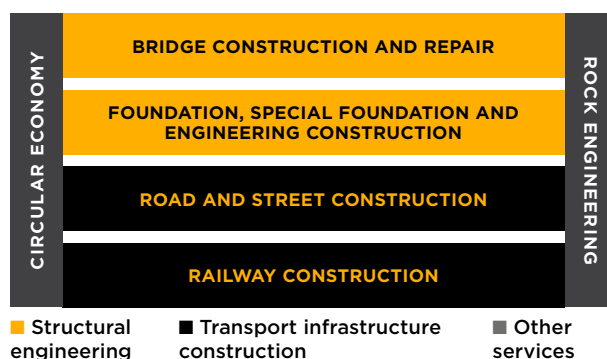 CIRCULAR ECONOMY
BRIDGE CONSTRUCTION AND REPAIR
FOUNDATION, SPECIAL FOUNDATION AND
ENGINEERING CONSTRUCTION
ROAD AND STREET CONSTRUCTION
RAILWAY CONSTRUCTION
ROCK ENGINEERING
Structural
engineering
Transport infrastructure
construction
Other
services